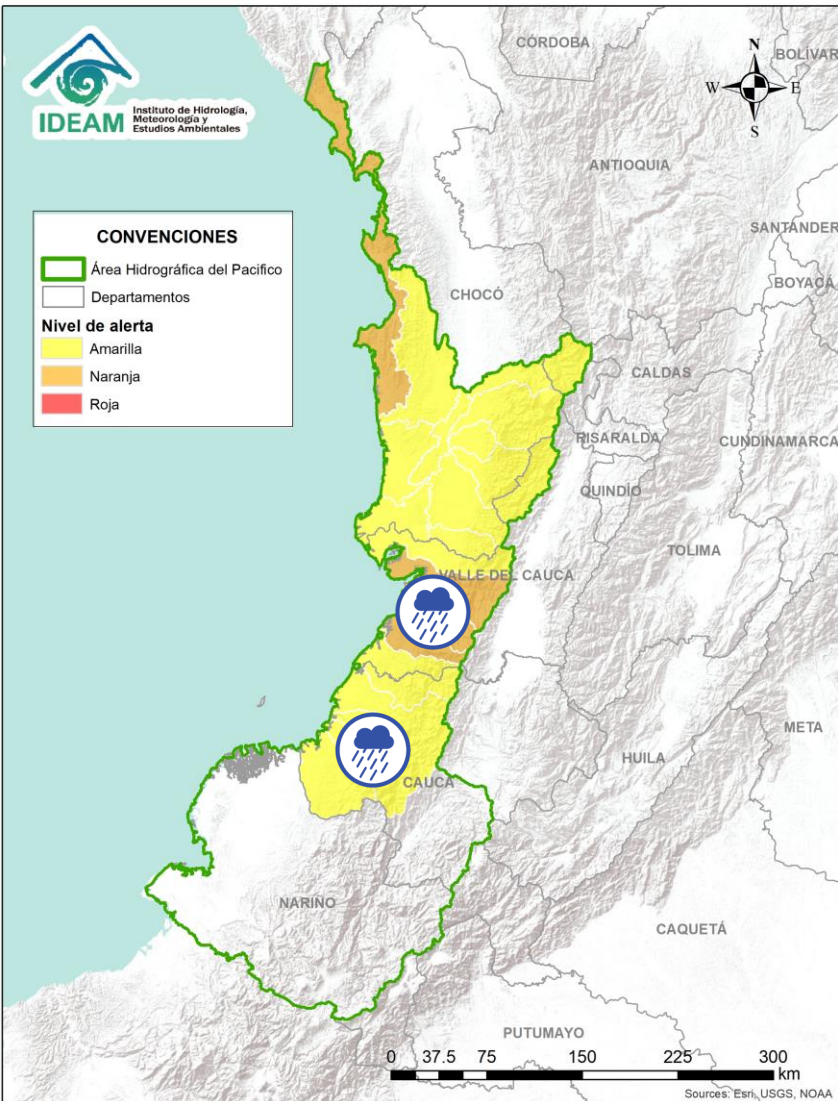 IDEAM
Instituto de Hidrología,
Meteorología y
Estudios Ambientales
CÓRDOBA
BOLÍVAR
N
W E
S
ANTIOQUIA
SANTANDER
CONVENCIONES
Área Hidrográfica del Pacifico
Departamentos
Nivel de alerta
Amarilla
Naranja
Roja
BOYACÁ
CHOCÓ
CALDAS
RISARALDA
CUNDINAMARCA
QUINDÍO
TOLIMA
VALLE DEL CAUCA
META
HUILA
CAUCA
NARIÑO
CAQUETÁ
PUTUMAYO
0 37.5 75 150 225 300
km
Sources: Esri, USGS, NOAA